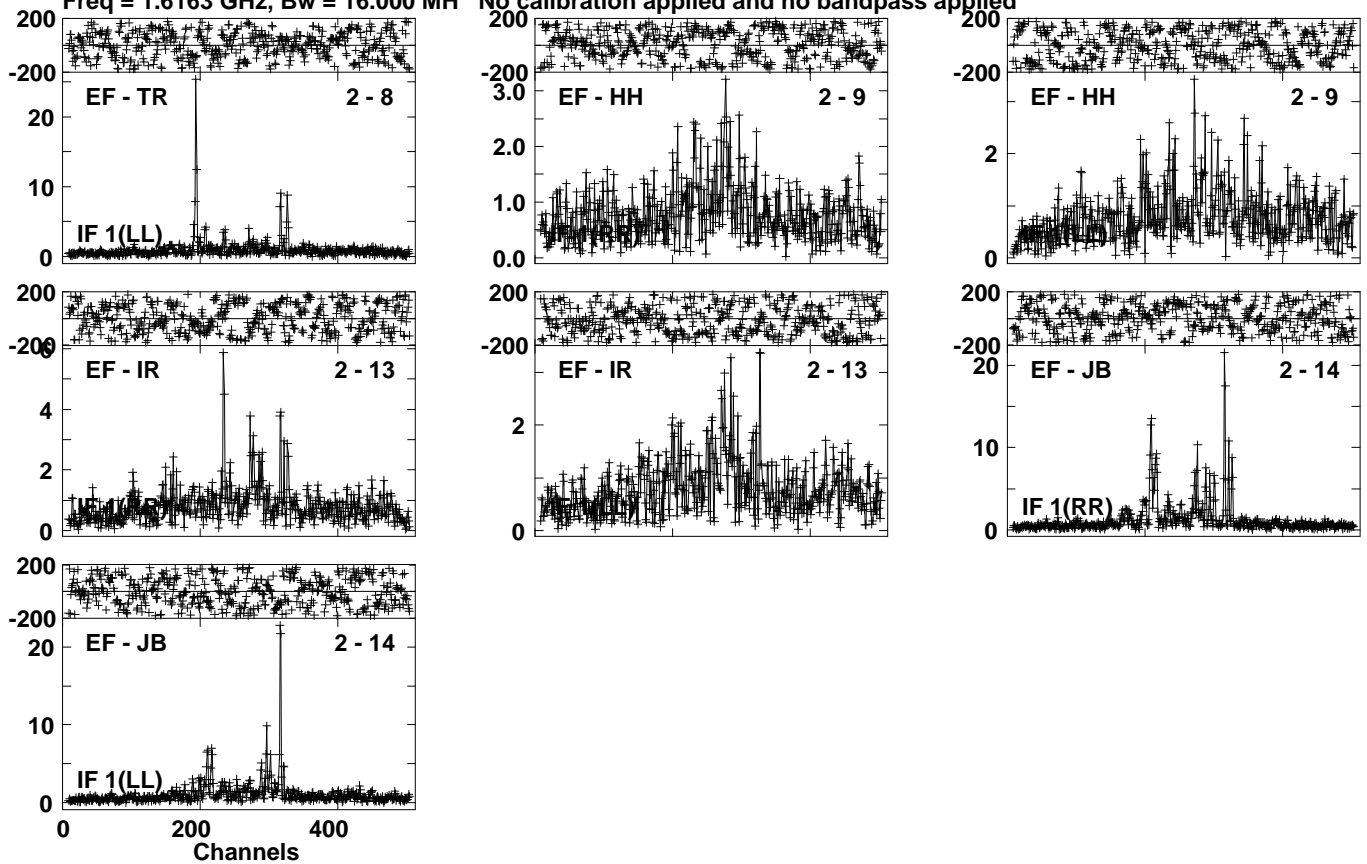 Freq = 1.6163 GHz, Bw = 16.000 MH No calibration applied and no bandpass applied
200 200 200
-200 -200 -200
EF - TR 2 - 8
20
10
0
IF 1(LL)
EF - HH 2 - 9
3.0
2.0
1.0
0.0
EF - HH 2 - 9
2
0
200 200 200
-200 -200 -200
EF - IR 2 - 13
6
4
2
0
EF - IR 2 - 13
2
0
EF - JB 2 - 14
20
10
0
IF 1(RR)
200
-200
EF - JB 2 - 14
20
10
0
IF 1(LL)
0 200 400
Channels